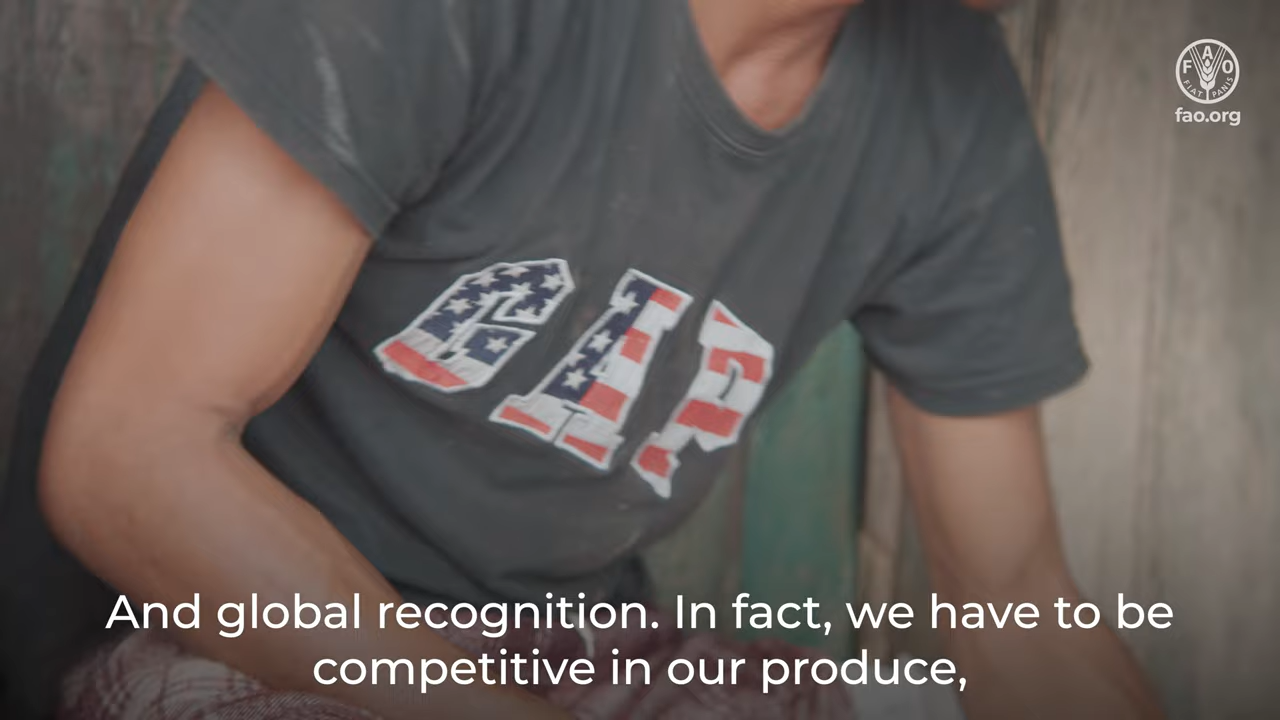 FAO
FIAT PANIS
fao.org
GAP
And global recognition. In fact, we have to be
competitive in our produce,